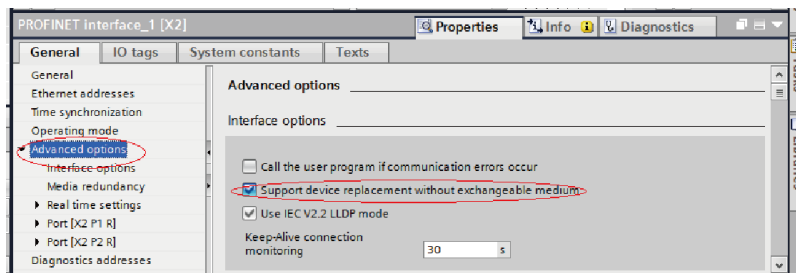 PROFINET interface_1 [X2]
Properties
Info
Diagnostics
General
IO tags
System constants
Texts
General
Ethernet addresses
Time synchronization
Operating mode
Advanced options
Interface options
Media redundancy
Real time settings
Port [X2 P1 R]
Port [X2 P2 R]
Diagnostics addresses
Advanced options
Interface options
Call the user program if communication errors occur
Support device replacement without exchangeable medium
Use IEC V2.2 LLDP mode
Keep-Alive connection
monitoring
30
s